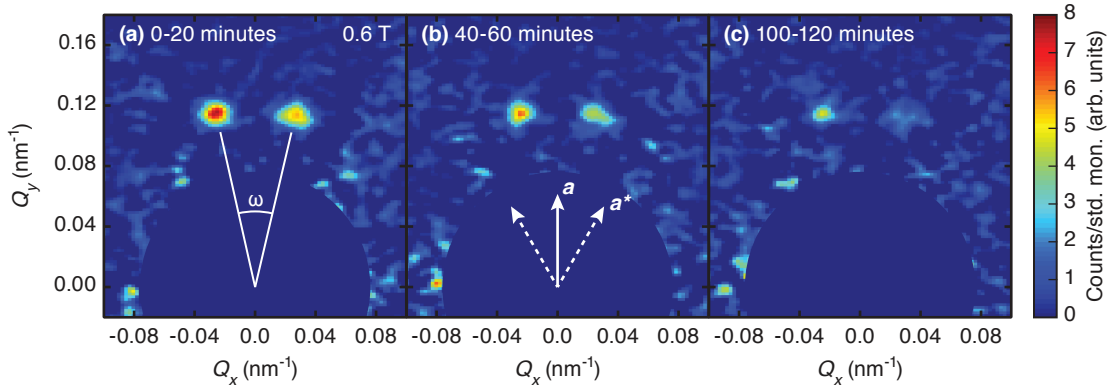 (a) 0-20 minutes 0.6 T
(b) 40-60 minutes
(c) 100-120 minutes
ω
a
a*
0.16
0.12
0.08
0.04
0.00
Qy (nm⁻¹)
-0.08 -0.04 0.00 0.04 0.08
-0.08 -0.04 0.00 0.04 0.08
-0.08 -0.04 0.00 0.04 0.08
Qx (nm⁻¹)
Qx (nm⁻¹)
Qx (nm⁻¹)
8
7
6
5
4
3
2
1
0
Counts/std. mon. (arb. units)